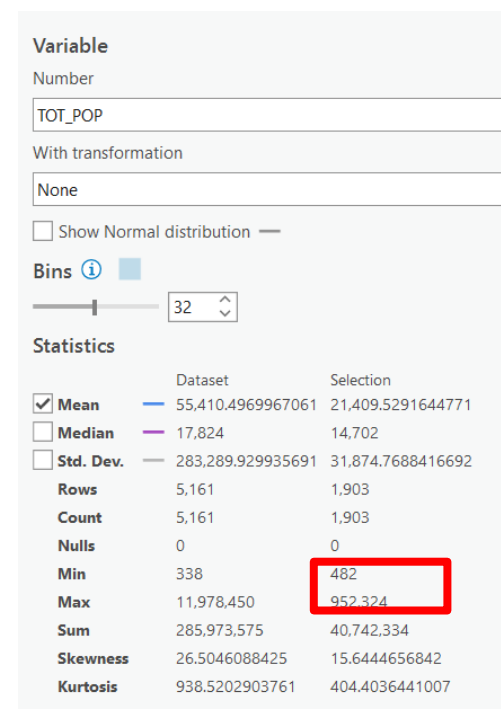 Variable
Number
TOT_POP
With transformation
None
Show Normal distribution
Bins
32
Statistics
Dataset Selection
Mean 55,410.4969967061 21,409.5291644771
Median 17,824 14,702
Std. Dev. 283,289.929935691 31,874.7688416692
Rows 5,161 1,903
Count 5,161 1,903
Nulls 0 0
Min 338 482
Max 11,978,450 952,324
Sum 285,973,575 40,742,334
Skewness 26.5046088425 15.6444656842
Kurtosis 938.5202903761 404.4036441007